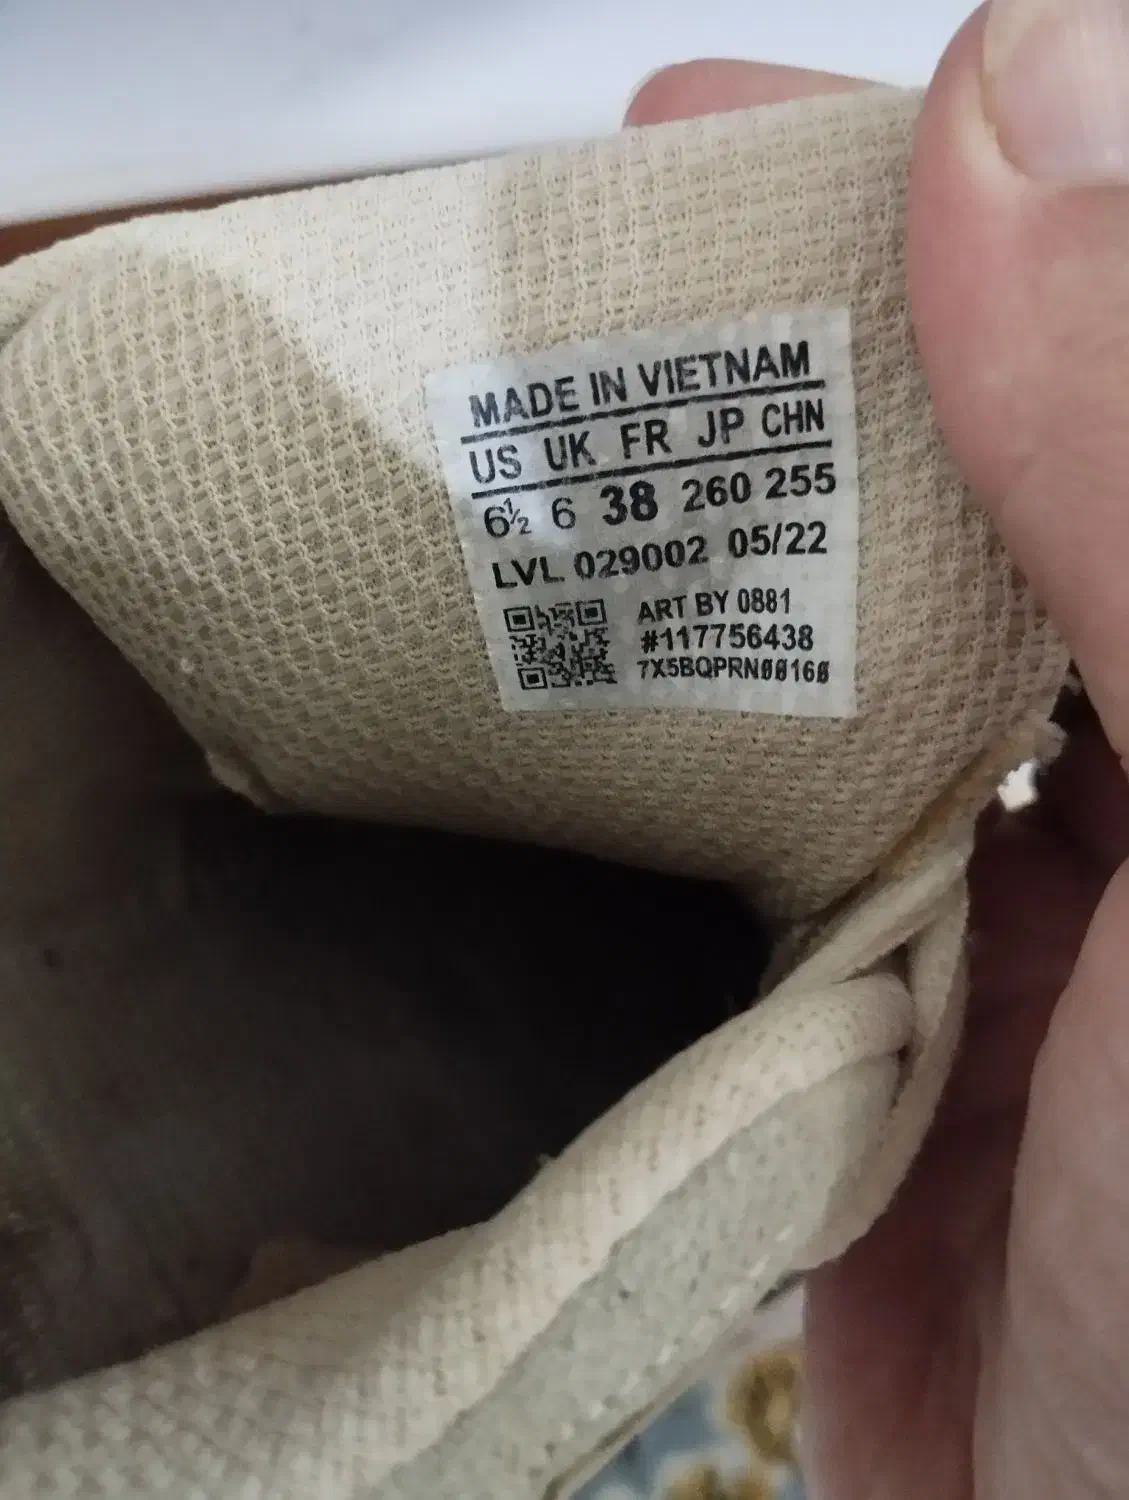 MADE IN VIETNAM
US UK FR JP CHN
6½ 6 38 260 255
LVL 029002 05/22
ART BY 0881
#117756438
7X5BQPRN00160